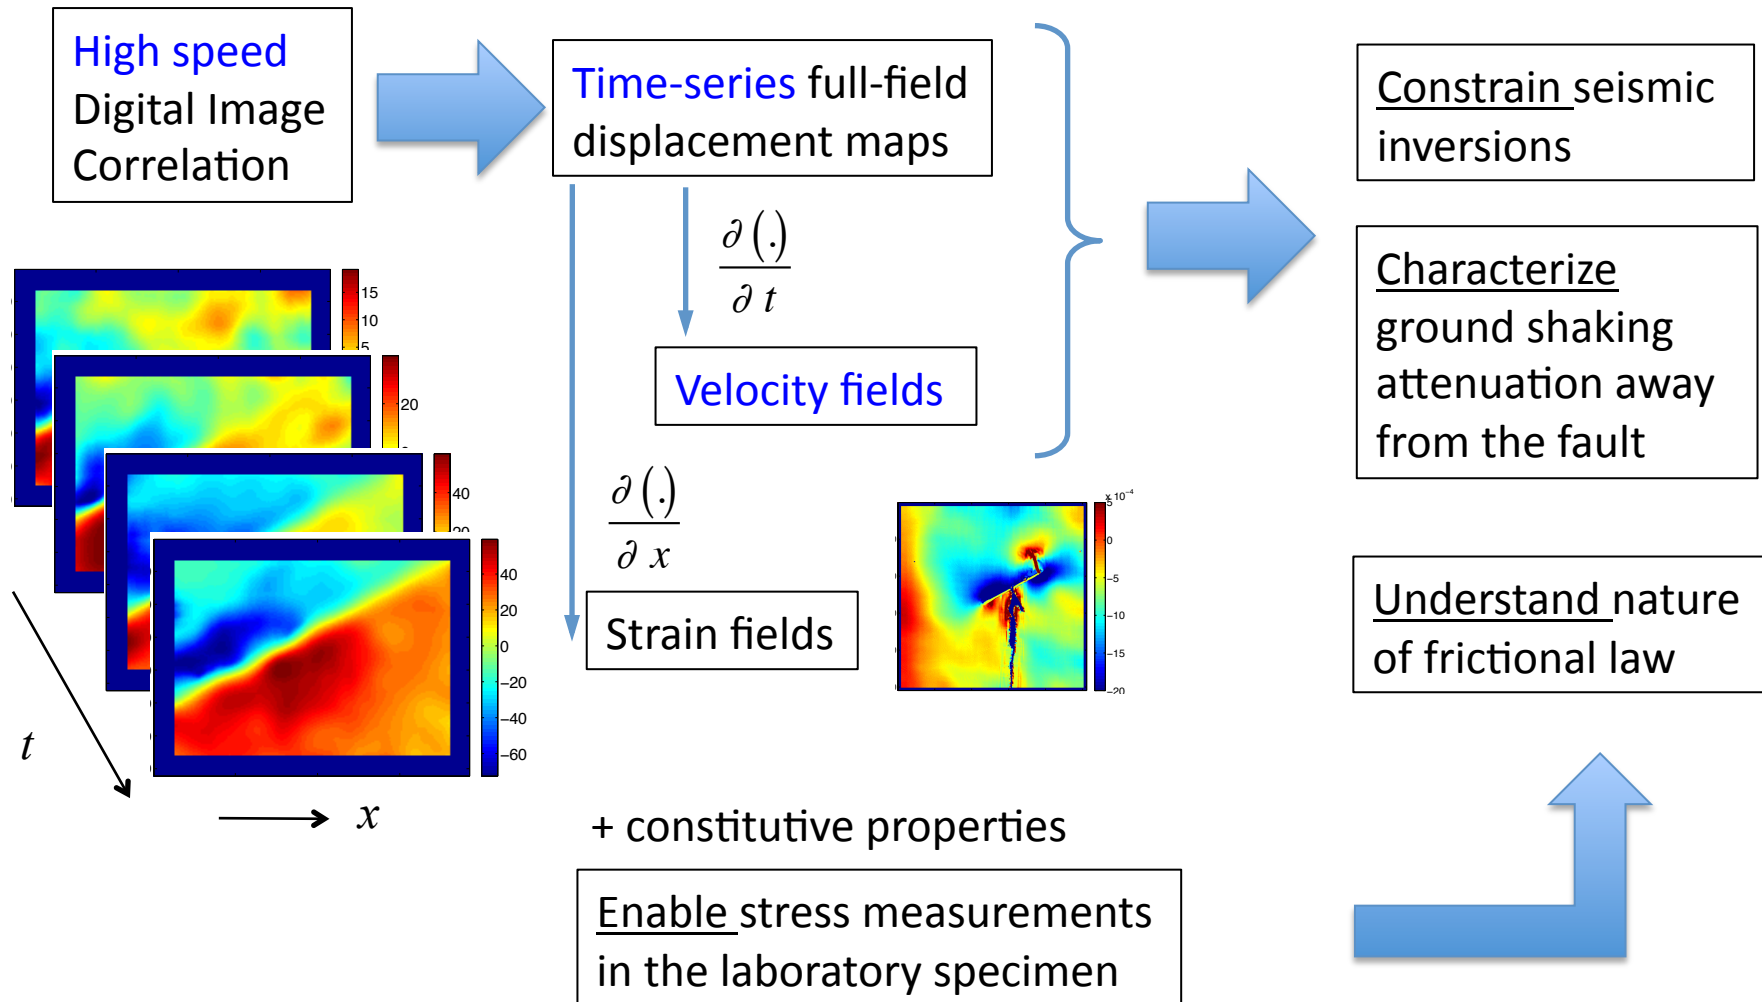 High speed
Digital Image
Correlation
Time-series full-field
displacement maps
Constrain seismic
inversions
∂ (.)
∂ t
Characterize
ground shaking
attenuation away
from the fault
Velocity fields
15
10
5
20
40
20
40
20
0
−20
−40
−60
∂ (.)
∂ x
x 10⁻⁴
5
0
−5
−10
−15
−20
Strain fields
Understand nature
of frictional law
t
x
+ constitutive properties
Enable stress measurements
in the laboratory specimen